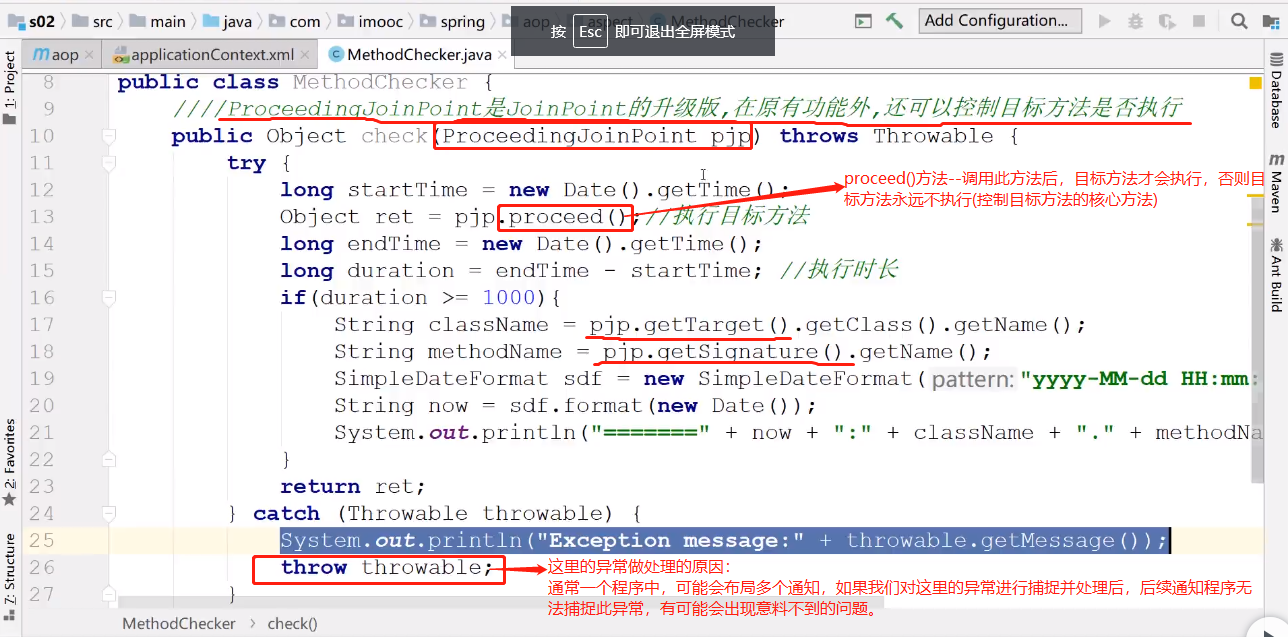 s02 src main java com imooc spring aop aspect MethodChecker Add Configuration...
按 Esc 即可退出全屏模式
aop applicationContext.xml MethodChecker.java
1: Project
8 public class MethodChecker {
9 ////ProceedingJoinPoint是JoinPoint的升级版,在原有功能外,还可以控制目标方法是否执行
10 public Object check(ProceedingJoinPoint pjp) throws Throwable {
11 try {
12 long startTime = new Date().getTime();
13 Object ret = pjp.proceed();//执行目标方法
proceed()方法--调用此方法后，目标方法才会执行，否则目
标方法永远不执行(控制目标方法的核心方法)
14 long endTime = new Date().getTime();
15 long duration = endTime - startTime; //执行时长
16 if(duration >= 1000){
17 String className = pjp.getTarget().getClass().getName();
18 String methodName = pjp.getSignature().getName();
19 SimpleDateFormat sdf = new SimpleDateFormat( pattern: "yyyy-MM-dd HH:mm:
20 String now = sdf.format(new Date());
21 System.out.println("=======" + now + ":" + className + "." + methodNa
22 }
23 return ret;
24 } catch (Throwable throwable) {
25 System.out.println("Exception message:" + throwable.getMessage());
26 throw throwable;
27 }
这里的异常做处理的原因：
通常一个程序中，可能会布局多个通知，如果我们对这里的异常进行捕捉并处理后，后续通知程序无
法捕捉此异常，有可能会出现意料不到的问题。
2: Favorites
Z: Structure
Database
m Maven
Ant Build
MethodChecker check()